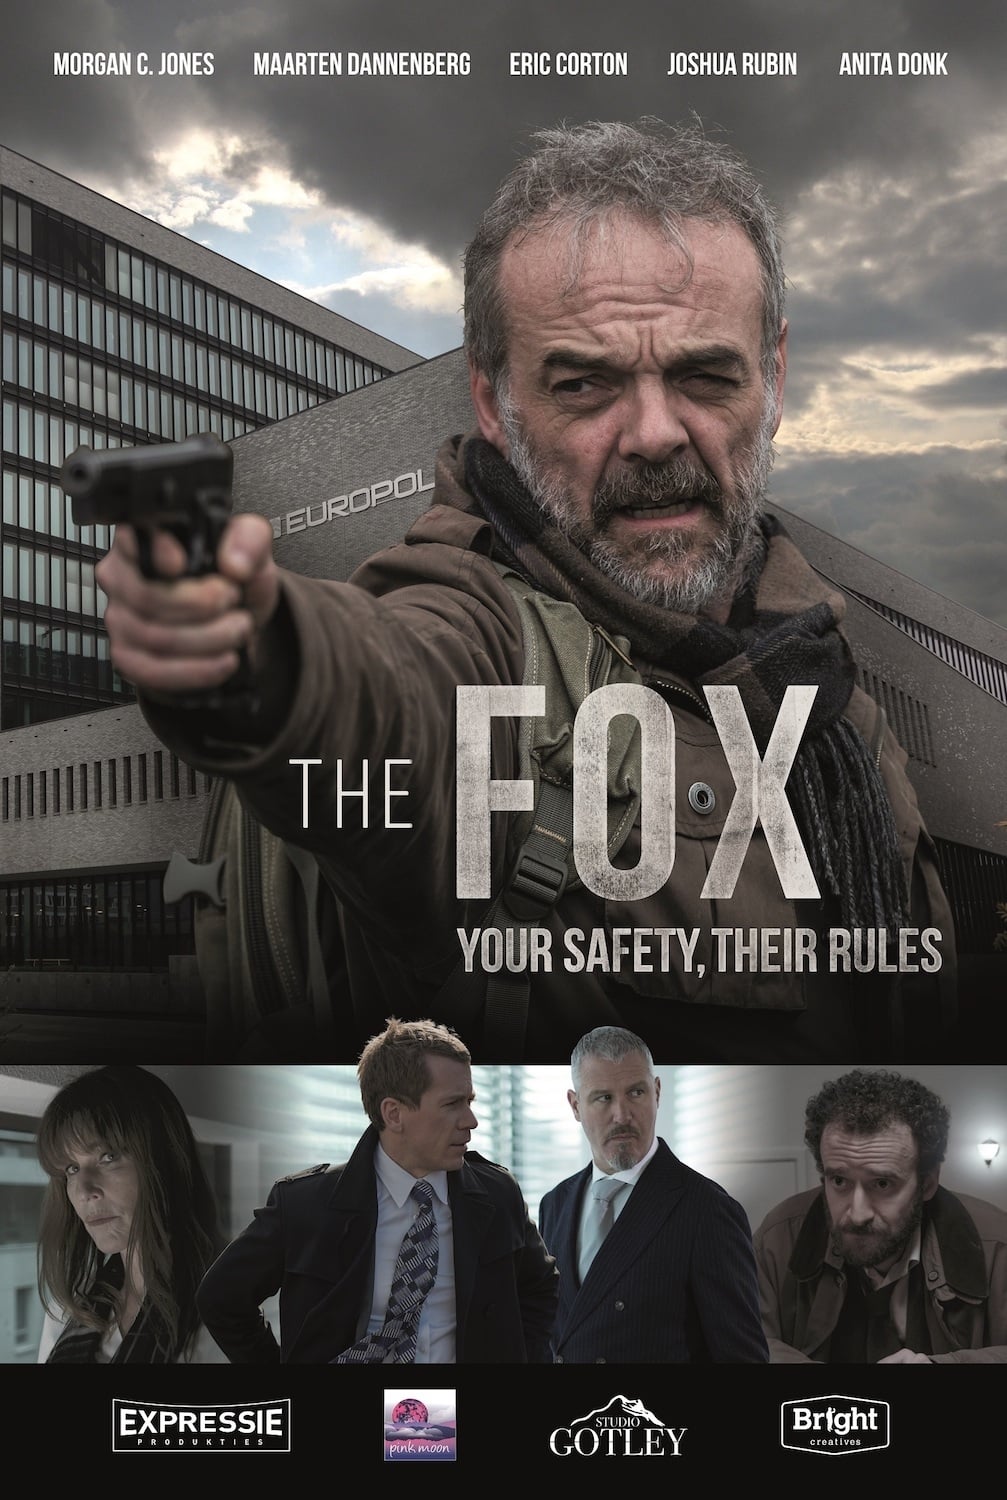 MORGAN C. JONES MAARTEN DANNENBERG ERIC CORTON JOSHUA RUBIN ANITA DONK
EUROPOL
THE FOX
YOUR SAFETY, THEIR RULES
EXPRESSIE
PRODUKTIES
pink moon
STUDIO
GOTLEY
Bright
creatives